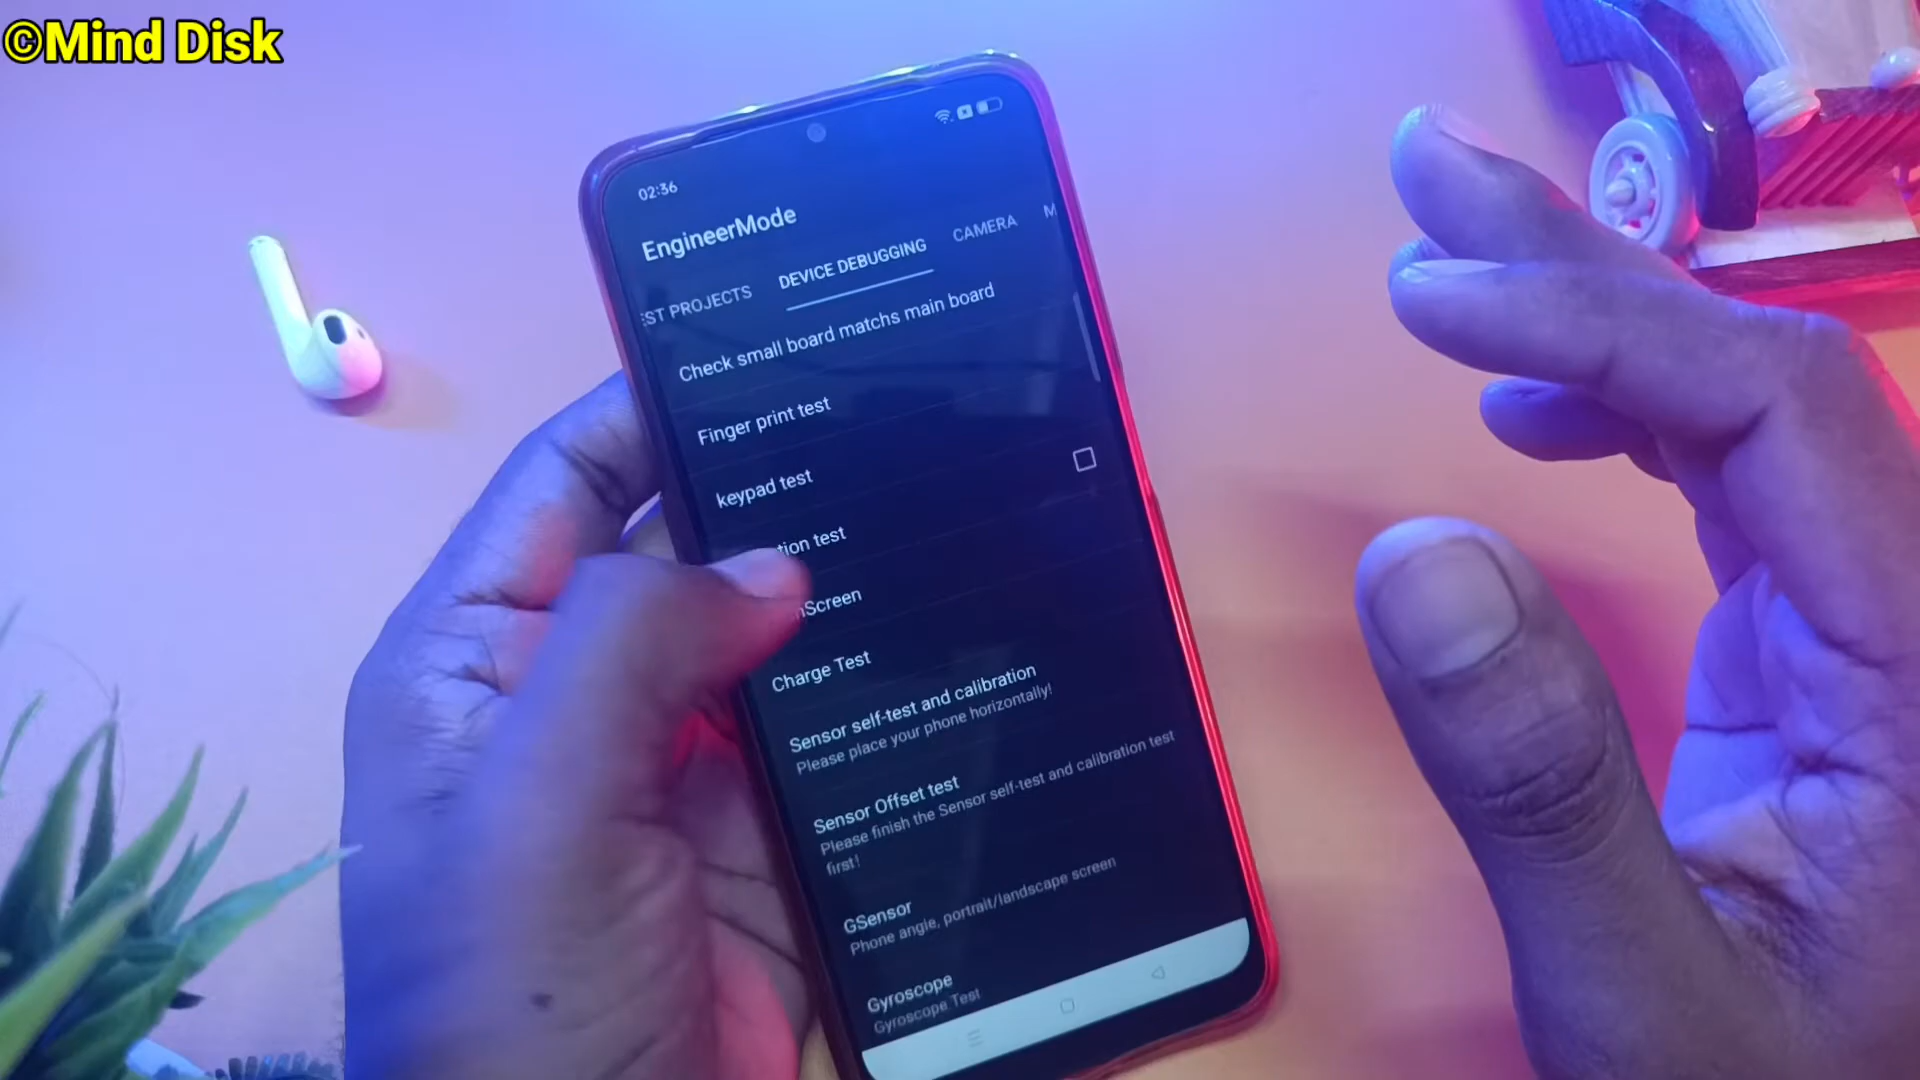 ©Mind Disk
02:36
EngineerMode
EST PROJECTS DEVICE DEBUGGING CAMERA M
Check small board matchs main board
Finger print test
keypad test
tion test
Screen
Charge Test
Sensor self-test and calibration
Please place your phone horizontally!
Sensor Offset test
Please finish the Sensor self-test and calibration test
first!
GSensor
Phone angle, portrait/landscape screen
Gyroscope
Gyroscope Test